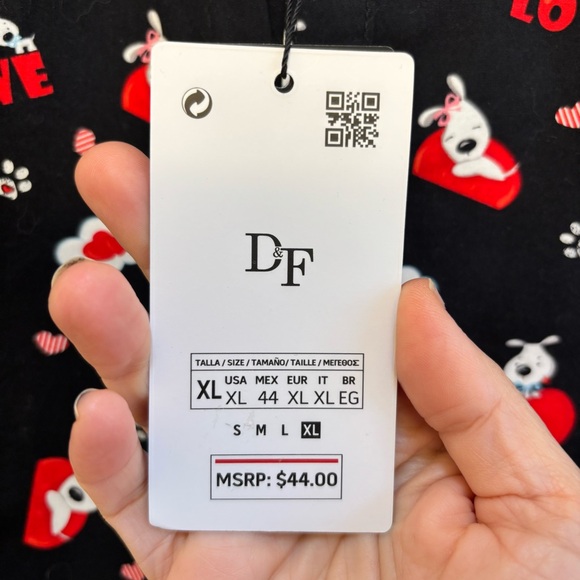 LOVE
VE
D&F
TALLA / SIZE / TAMAÑO / TAILLE / ΜΕΓΕΘΟΣ
XL USA MEX EUR IT BR
XL 44 XL XL EG
S M L XL
MSRP: $44.00